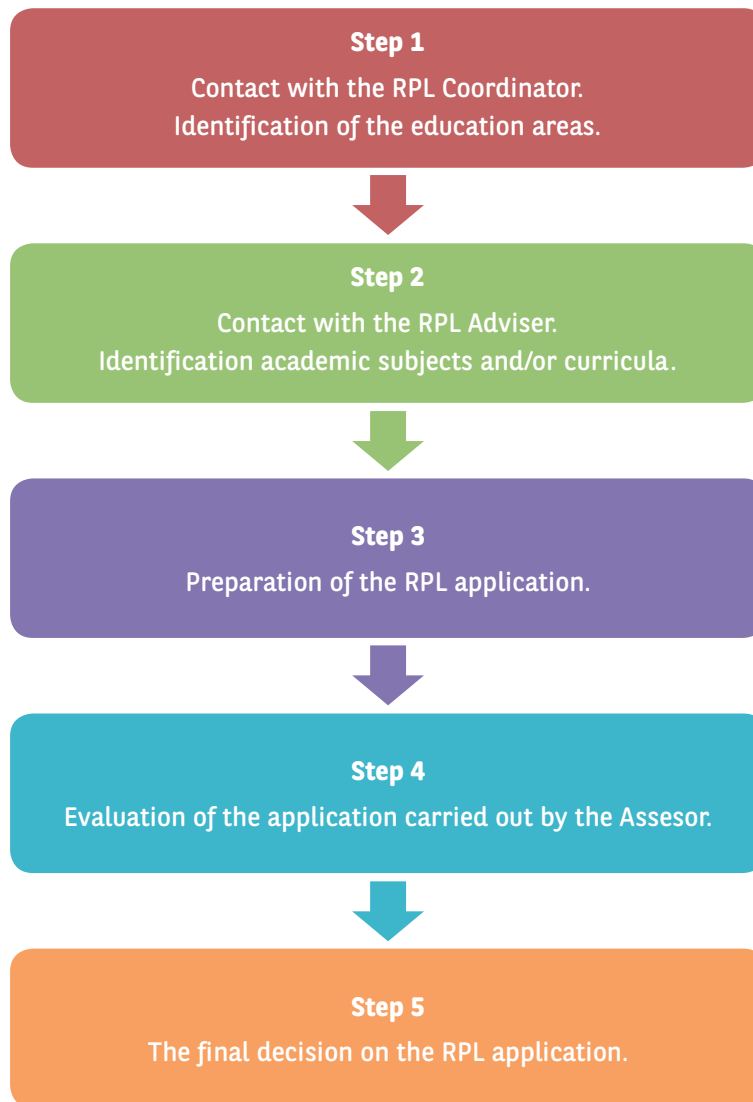 Step 1
Contact with the RPL Coordinator.
Identification of the education areas.
Step 2
Contact with the RPL Adviser.
Identification academic subjects and/or curricula.
Step 3
Preparation of the RPL application.
Step 4
Evaluation of the application carried out by the Assesor.
Step 5
The final decision on the RPL application.